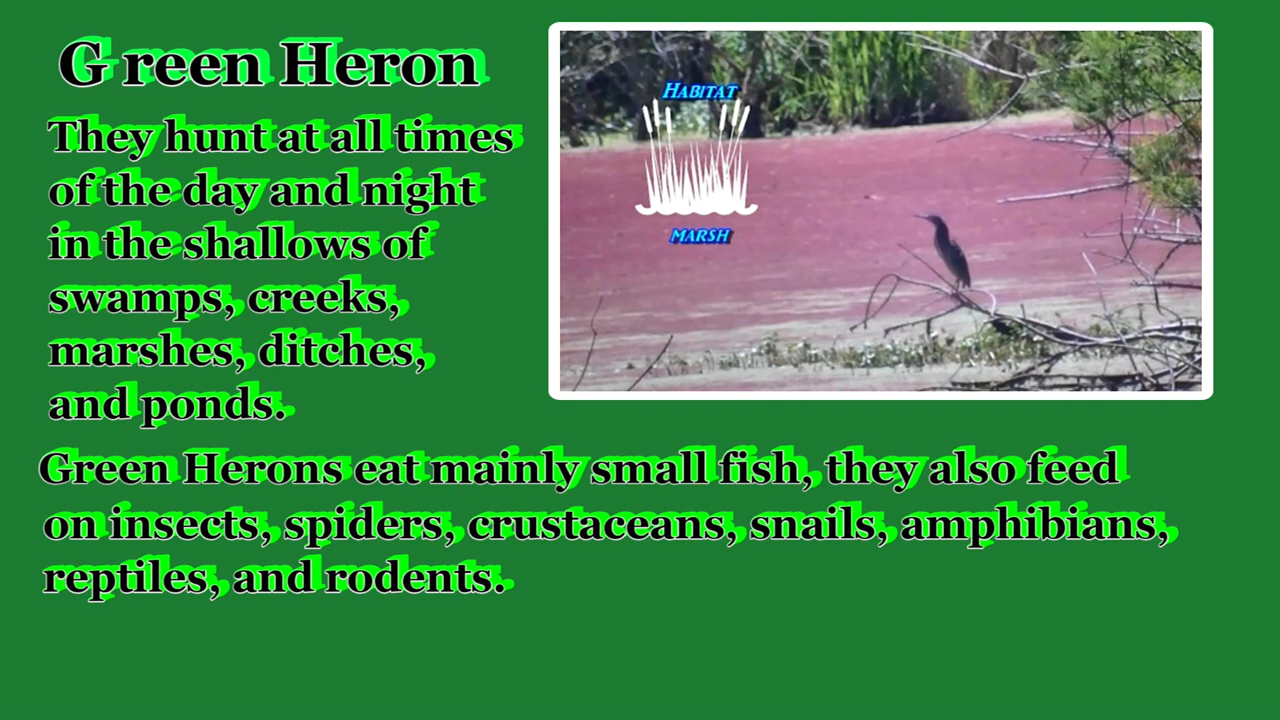 Green Heron
They hunt at all times
of the day and night
in the shallows of
swamps, creeks,
marshes, ditches,
and ponds.
HABITAT
MARSH
Green Herons eat mainly small fish, they also feed
on insects, spiders, crustaceans, snails, amphibians,
reptiles, and rodents.